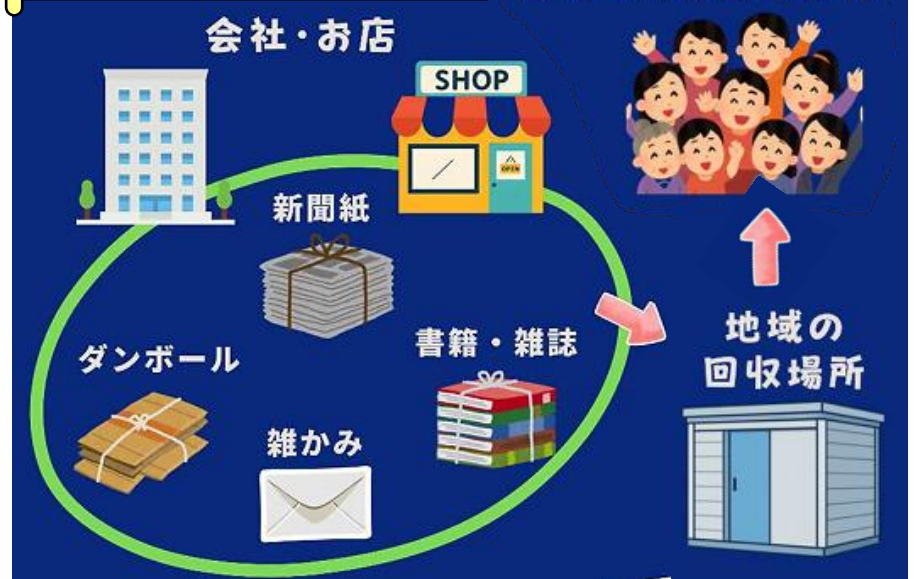 会社・お店
SHOP
OPEN
新聞紙
書籍・雑誌
ダンボール
雑かみ
地域の
回収場所